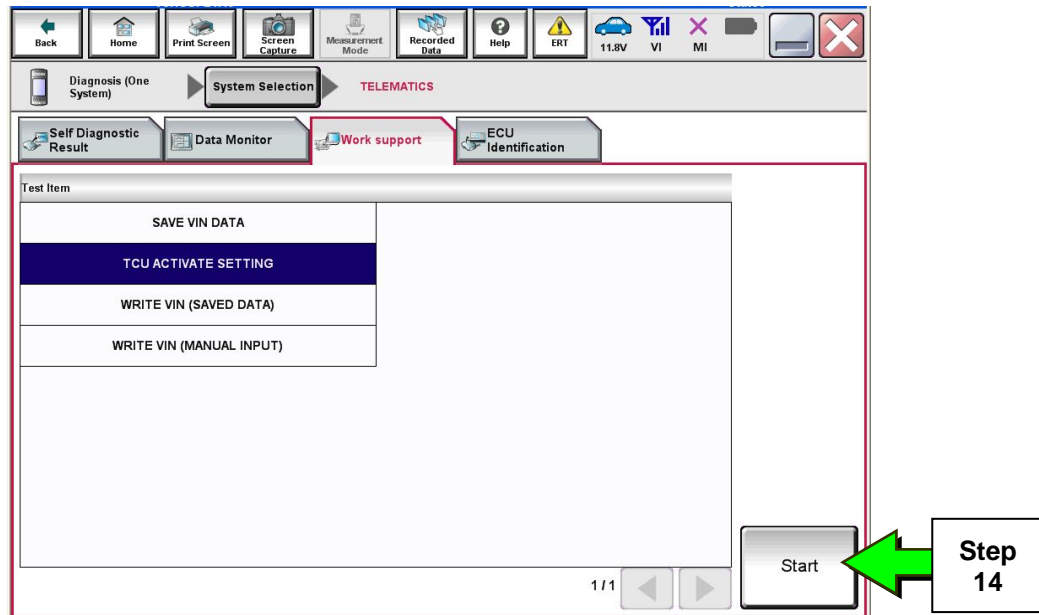 Back
Home
Print Screen
Screen
Capture
Measurement
Mode
Recorded
Data
Help
ERT
11.8V
VI
MI
Diagnosis (One
System)
System Selection
TELEMATICS
Self Diagnostic
Result
Data Monitor
Work support
ECU
Identification
Test Item
SAVE VIN DATA
TCU ACTIVATE SETTING
WRITE VIN (SAVED DATA)
WRITE VIN (MANUAL INPUT)
1/1
Start
Step
14